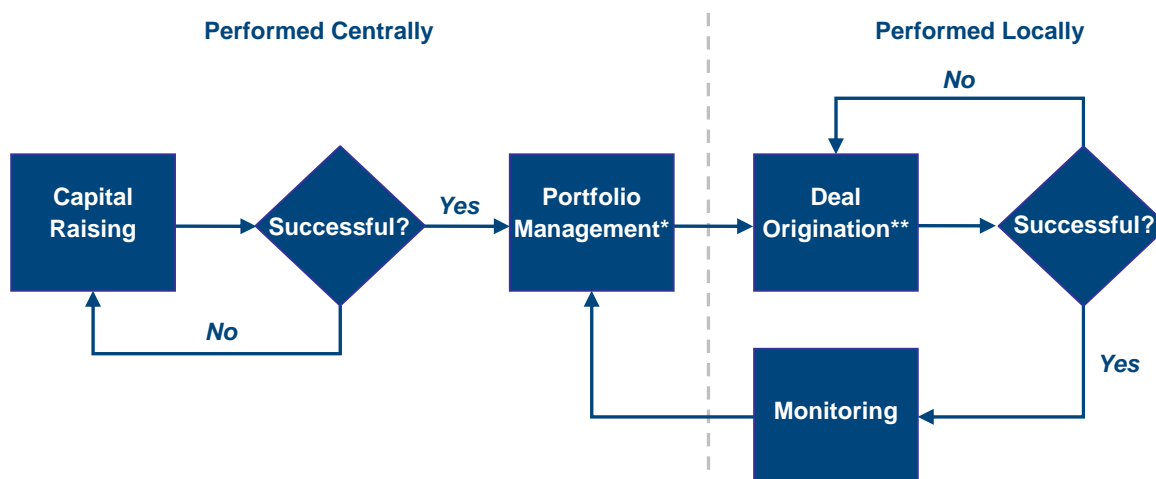 Performed Centrally
Performed Locally
No
Capital
Raising
Successful?
Yes
Portfolio
Management*
Deal
Origination**
Successful?
No
Yes
Monitoring